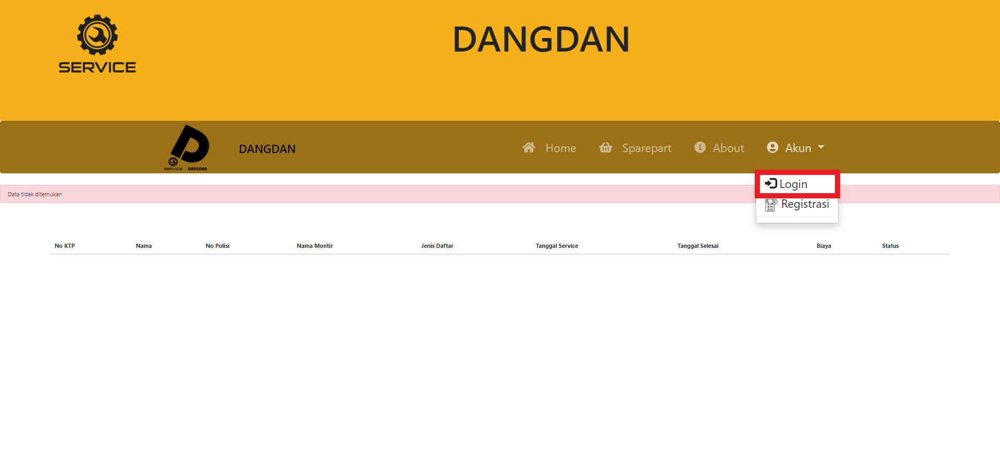 DANGDAN
SERVICE
DANGDAN
SERVICE DANGDAN
Home Sparepart About Akun
Login
Registrasi
Data tidak ditemukan
No KTP Nama No Polisi Nama Montir Jenis Daftar Tanggal Service Tanggal Selesai Biaya Status